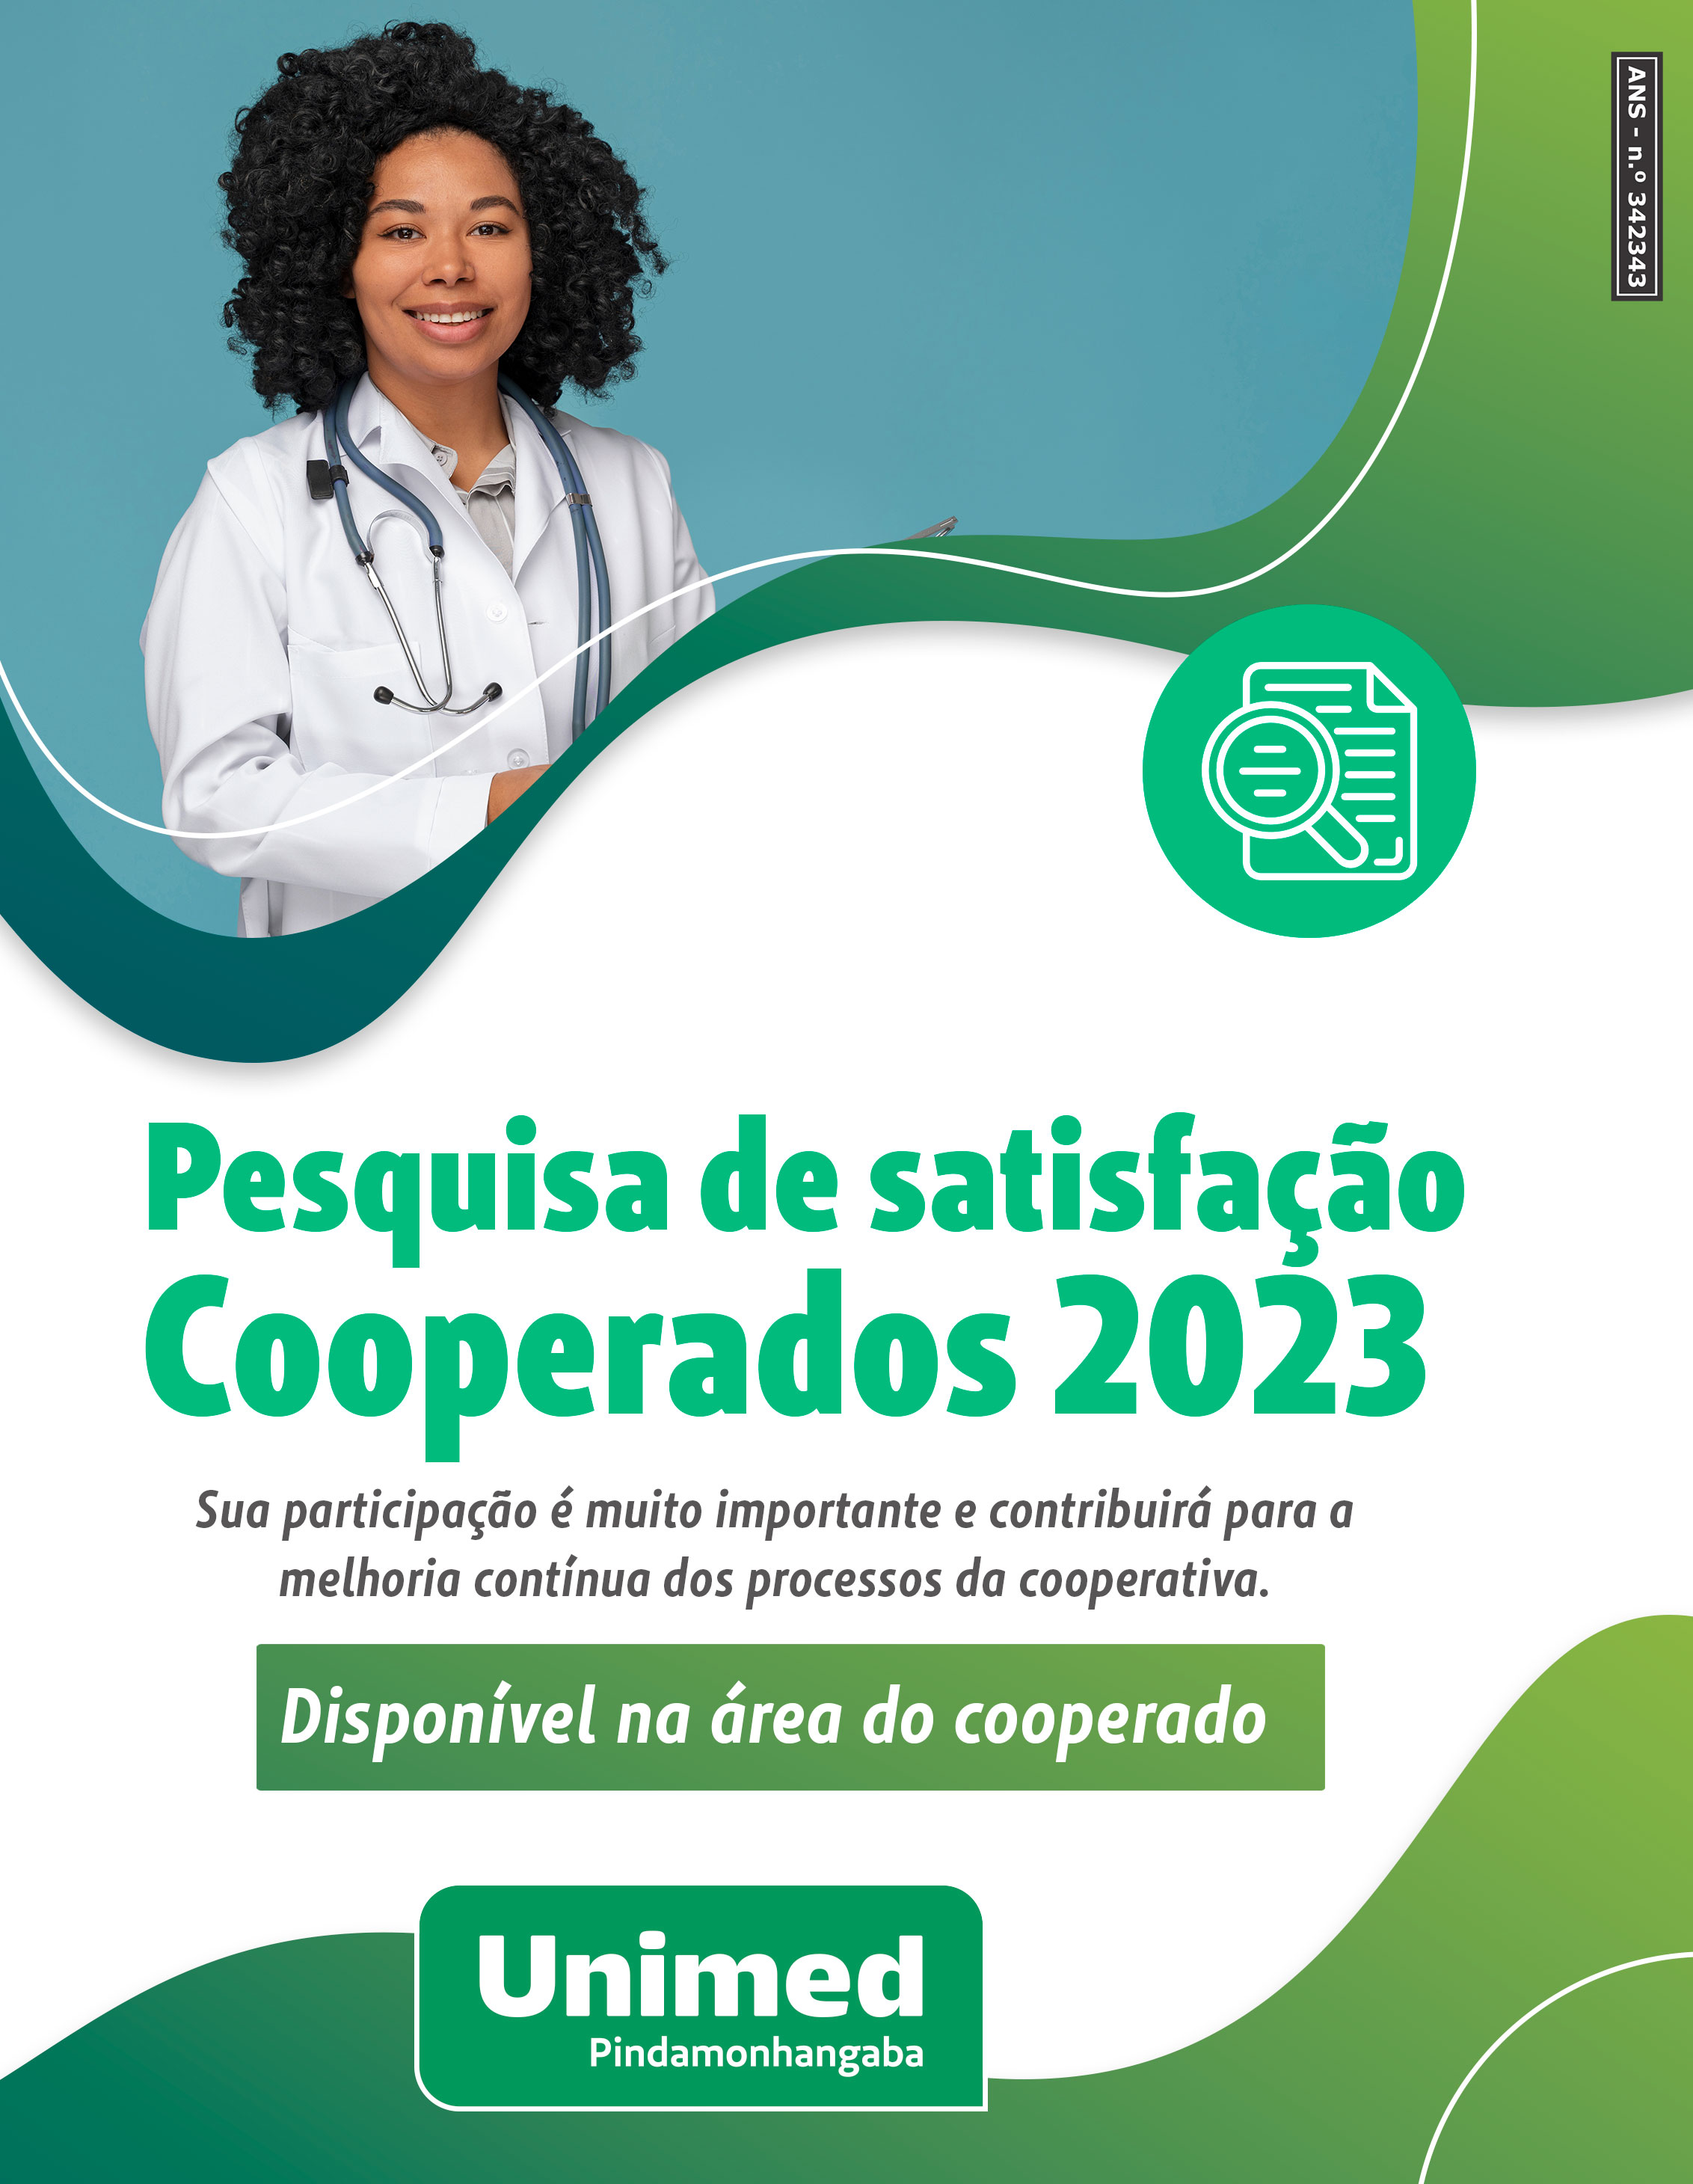 ANS - n.º 342343
Pesquisa de satisfação
Cooperados 2023
Sua participação é muito importante e contribuirá para a
melhoria contínua dos processos da cooperativa.
Disponível na área do cooperado
Unimed
Pindamonhangaba